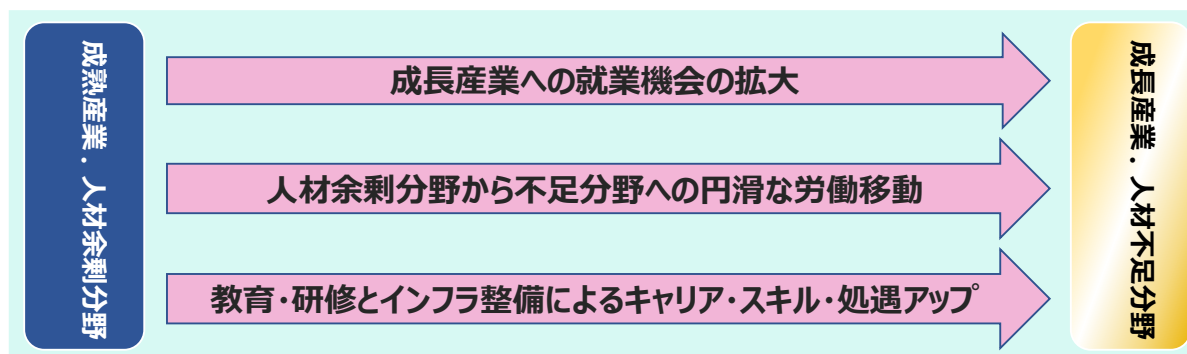 成熟産業．人材余剰分野
成長産業への就業機会の拡大
人材余剰分野から不足分野への円滑な労働移動
教育・研修とインフラ整備によるキャリア・スキル・処遇アップ
成長産業．人材不足分野